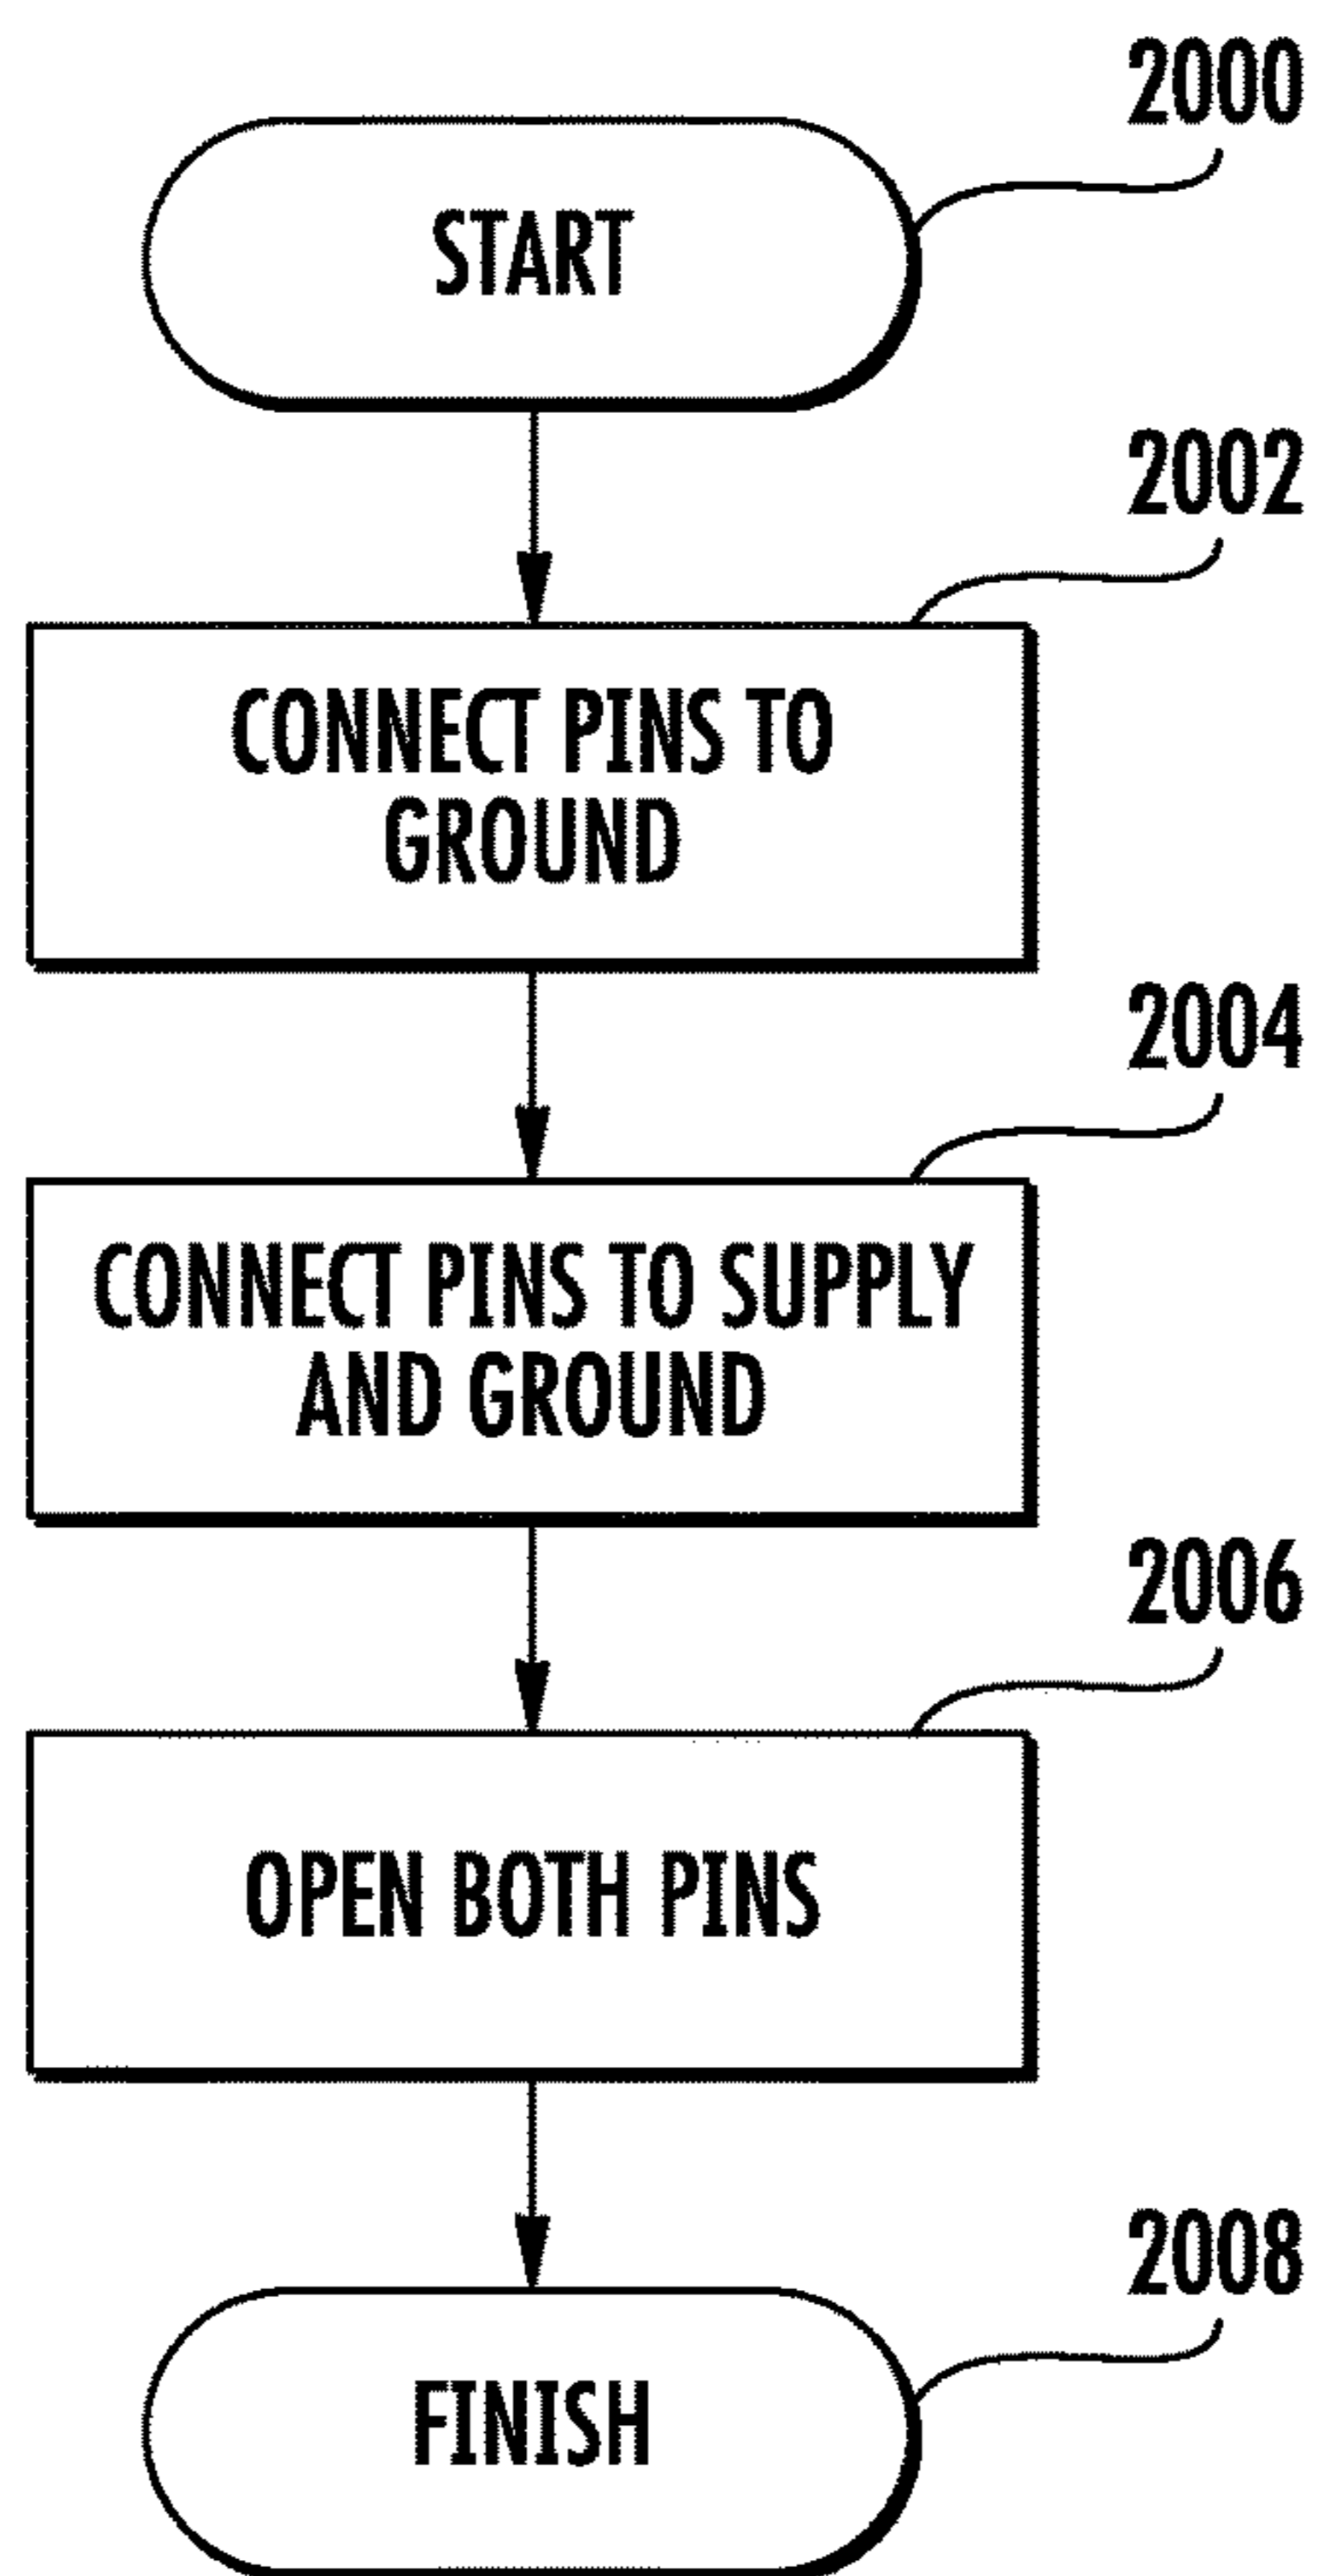 2000
START
2002
CONNECT PINS TO
GROUND
2004
CONNECT PINS TO SUPPLY
AND GROUND
2006
OPEN BOTH PINS
2008
FINISH